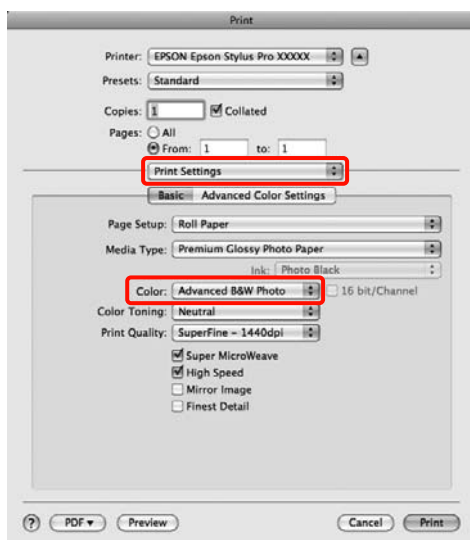 Print
Printer: EPSON Epson Stylus Pro XXXXX
Presets: Standard
Copies: 1 Collated
Pages: All
From: 1 to: 1
Print Settings
Basic Advanced Color Settings
Page Setup: Roll Paper
Media Type: Premium Glossy Photo Paper
Ink: Photo Black
Color: Advanced B&W Photo 16 bit/Channel
Color Toning: Neutral
Print Quality: SuperFine - 1440dpi
Super MicroWeave
High Speed
Mirror Image
Finest Detail
? PDF Preview Cancel Print